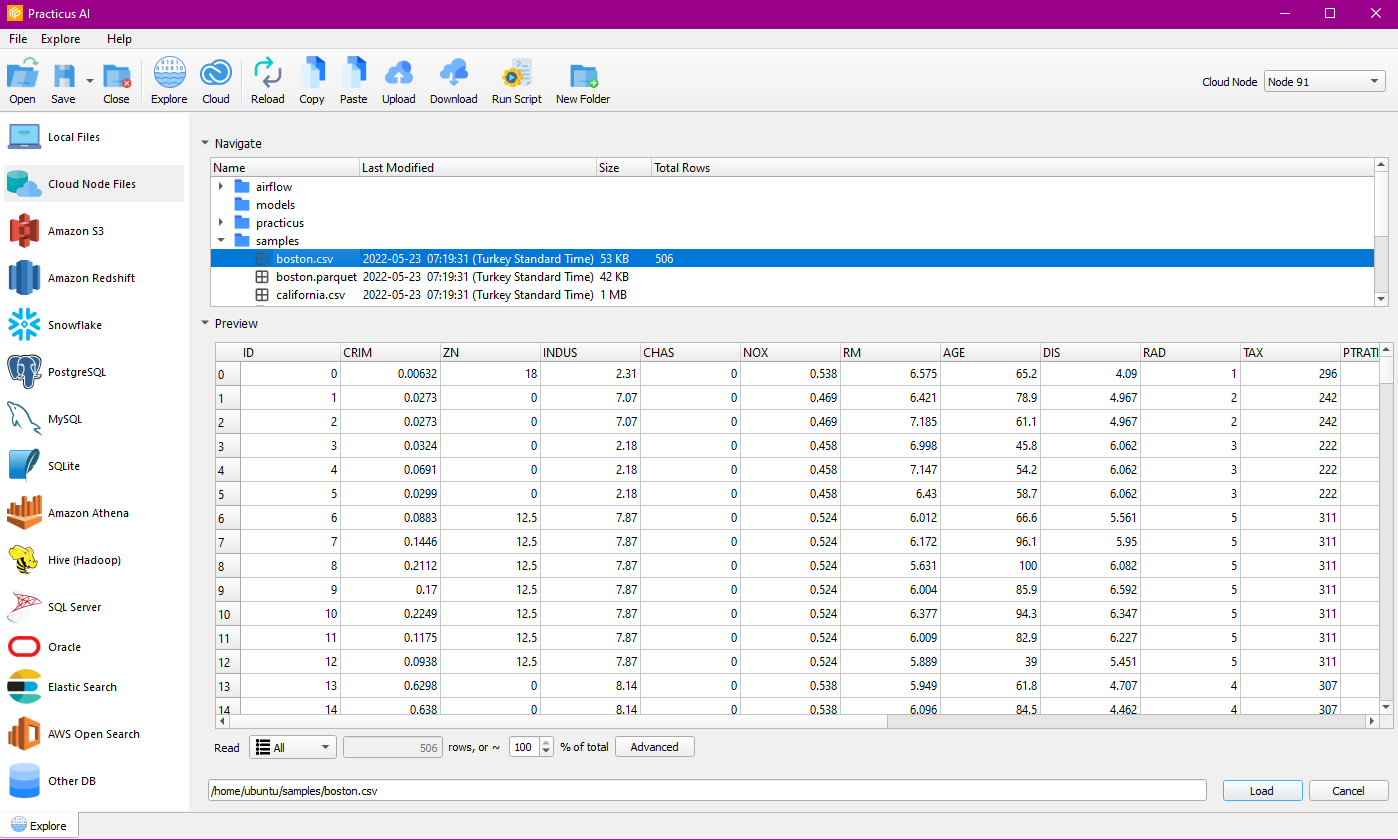 Practicus AI
File Explore Help
Open Save Close Explore Cloud Reload Copy Paste Upload Download Run Script New Folder Cloud Node Node 91
Local Files
Cloud Node Files
Amazon S3
Amazon Redshift
Snowflake
PostgreSQL
MySQL
SQLite
Amazon Athena
Hive (Hadoop)
SQL Server
Oracle
Elastic Search
AWS Open Search
Other DB
Navigate
Name Last Modified Size Total Rows
airflow
models
practicus
samples
boston.csv 2022-05-23 07:19:31 (Turkey Standard Time) 53 KB 506
boston.parquet 2022-05-23 07:19:31 (Turkey Standard Time) 42 KB
california.csv 2022-05-23 07:19:31 (Turkey Standard Time) 1 MB
Preview
ID CRIM ZN INDUS CHAS NOX RM AGE DIS RAD TAX PTRATI
0 0 0.00632 18 2.31 0 0.538 6.575 65.2 4.09 1 296
1 1 0.0273 0 7.07 0 0.469 6.421 78.9 4.967 2 242
2 2 0.0273 0 7.07 0 0.469 7.185 61.1 4.967 2 242
3 3 0.0324 0 2.18 0 0.458 6.998 45.8 6.062 3 222
4 4 0.0691 0 2.18 0 0.458 7.147 54.2 6.062 3 222
5 5 0.0299 0 2.18 0 0.458 6.43 58.7 6.062 3 222
6 6 0.0883 12.5 7.87 0 0.524 6.012 66.6 5.561 5 311
7 7 0.1446 12.5 7.87 0 0.524 6.172 96.1 5.95 5 311
8 8 0.2112 12.5 7.87 0 0.524 5.631 100 6.082 5 311
9 9 0.17 12.5 7.87 0 0.524 6.004 85.9 6.592 5 311
10 10 0.2249 12.5 7.87 0 0.524 6.377 94.3 6.347 5 311
11 11 0.1175 12.5 7.87 0 0.524 6.009 82.9 6.227 5 311
12 12 0.0938 12.5 7.87 0 0.524 5.889 39 5.451 5 311
13 13 0.6298 0 8.14 0 0.538 5.949 61.8 4.707 4 307
14 14 0.638 0 8.14 0 0.538 6.096 84.5 4.462 4 307
Read All 506 rows, or ~ 100 % of total Advanced
/home/ubuntu/samples/boston.csv Load Cancel
Explore